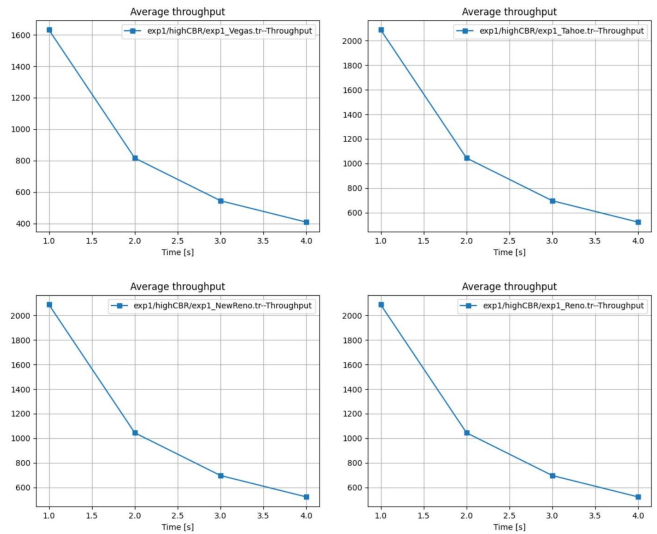 Average throughput
exp1/highCBR/exp1_Vegas.tr--Throughput
1600
1400
1200
1000
800
600
400
1.0 1.5 2.0 2.5 3.0 3.5 4.0
Time [s]
Average throughput
exp1/highCBR/exp1_Tahoe.tr--Throughput
2000
1800
1600
1400
1200
1000
800
600
1.0 1.5 2.0 2.5 3.0 3.5 4.0
Time [s]
Average throughput
exp1/highCBR/exp1_NewReno.tr--Throughput
2000
1800
1600
1400
1200
1000
800
600
1.0 1.5 2.0 2.5 3.0 3.5 4.0
Time [s]
Average throughput
exp1/highCBR/exp1_Reno.tr--Throughput
2000
1800
1600
1400
1200
1000
800
600
1.0 1.5 2.0 2.5 3.0 3.5 4.0
Time [s]